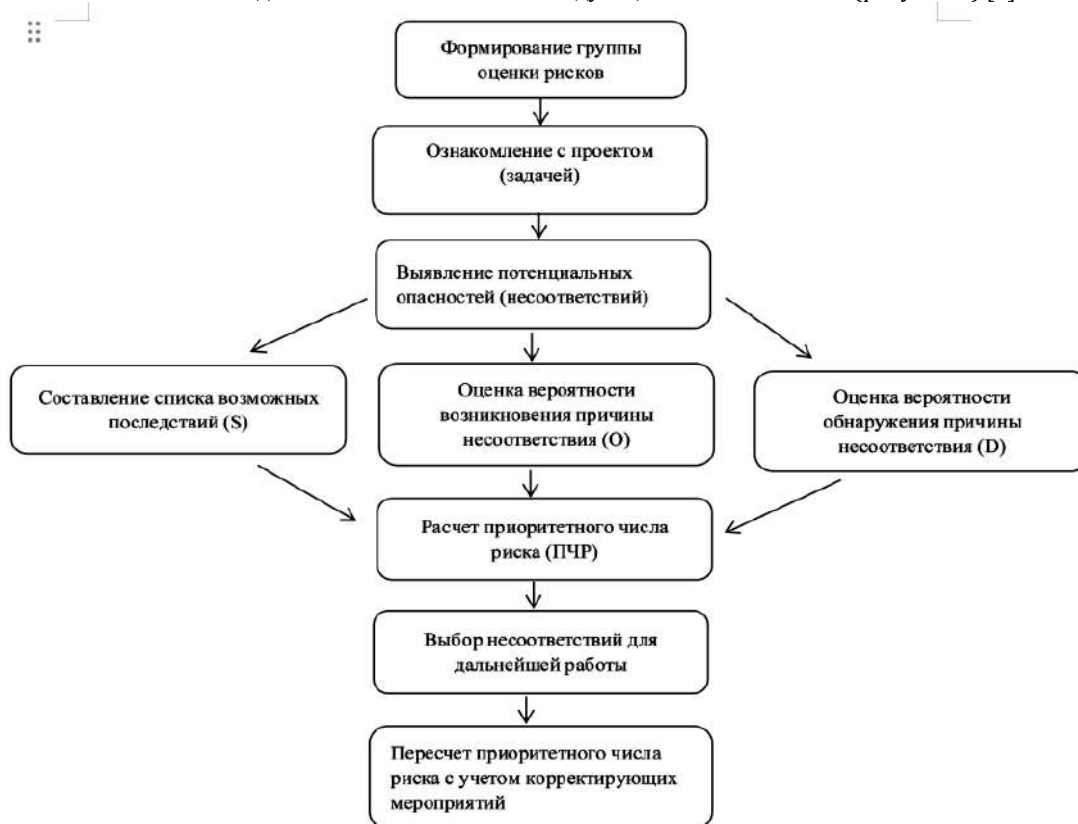 Формирование группы
оценки рисков
Ознакомление с проектом
(задачей)
Выявление потенциальных
опасностей (несоответствий)
Составление списка возможных
последствий (S)
Оценка вероятности
возникновения причины
несоответствия (O)
Оценка вероятности
обнаружения причины
несоответствия (D)
Расчет приоритетного числа
риска (ПЧР)
Выбор несоответствий для
дальнейшей работы
Пересчет приоритетного числа
риска с учетом корректирующих
мероприятий